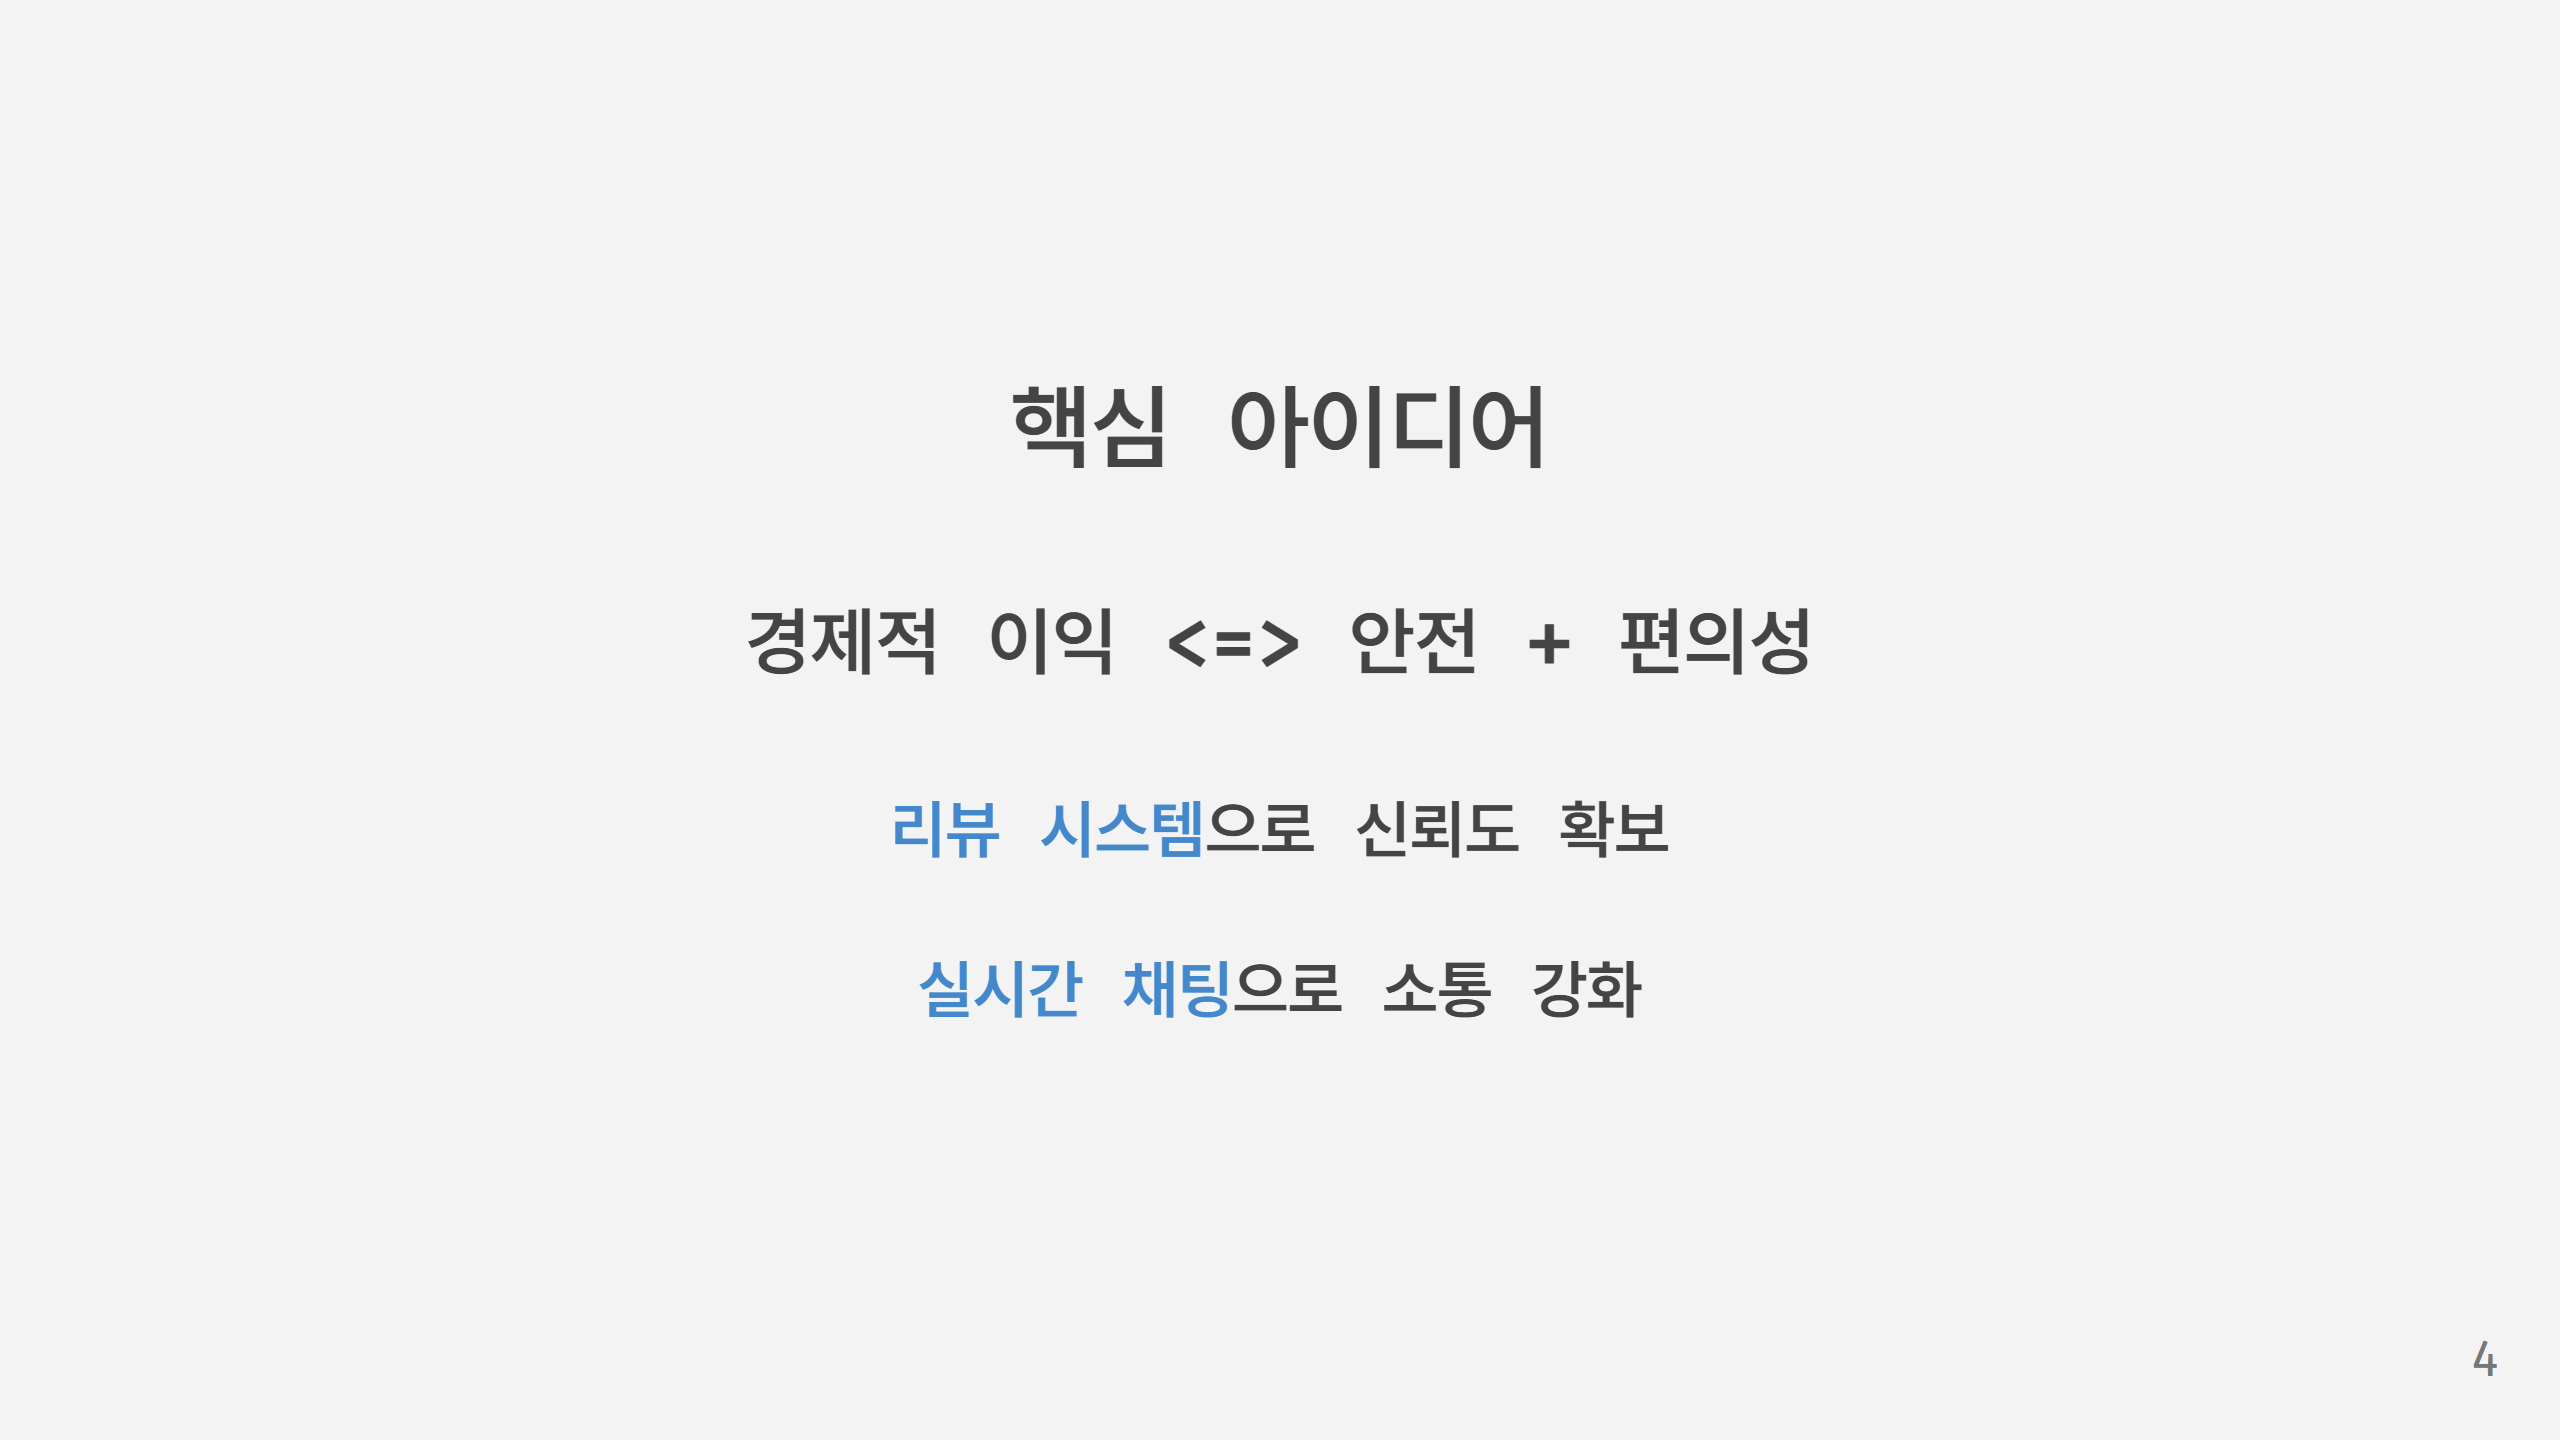 핵심 아이디어
경제적 이익 <=> 안전 + 편의성
리뷰 시스템으로 신뢰도 확보
실시간 채팅으로 소통 강화
4